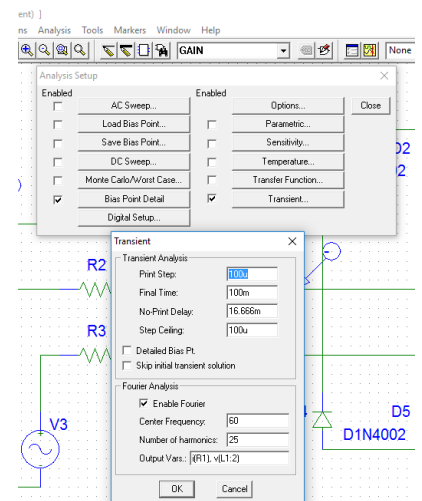 ent) ]
ns Analysis Tools Markers Window Help
GAIN None
Analysis Setup
Enabled Enabled
AC Sweep... Options... Close
Load Bias Point... Parametric...
Save Bias Point... Sensitivity...
DC Sweep... Temperature...
Monte Carlo/Worst Case... Transfer Function...
Bias Point Detail Transient...
Digital Setup...
D2
2
Transient
Transient Analysis
Print Step: 100u
Final Time: 100m
No-Print Delay: 16.666m
Step Ceiling: 100u
Detailed Bias Pt.
Skip initial transient solution
Fourier Analysis
Enable Fourier
Center Frequency: 60
Number of harmonics: 25
Output Vars.: i(R1), v(L1:2)
OK Cancel
R2
R3
V3
D5
D1N4002